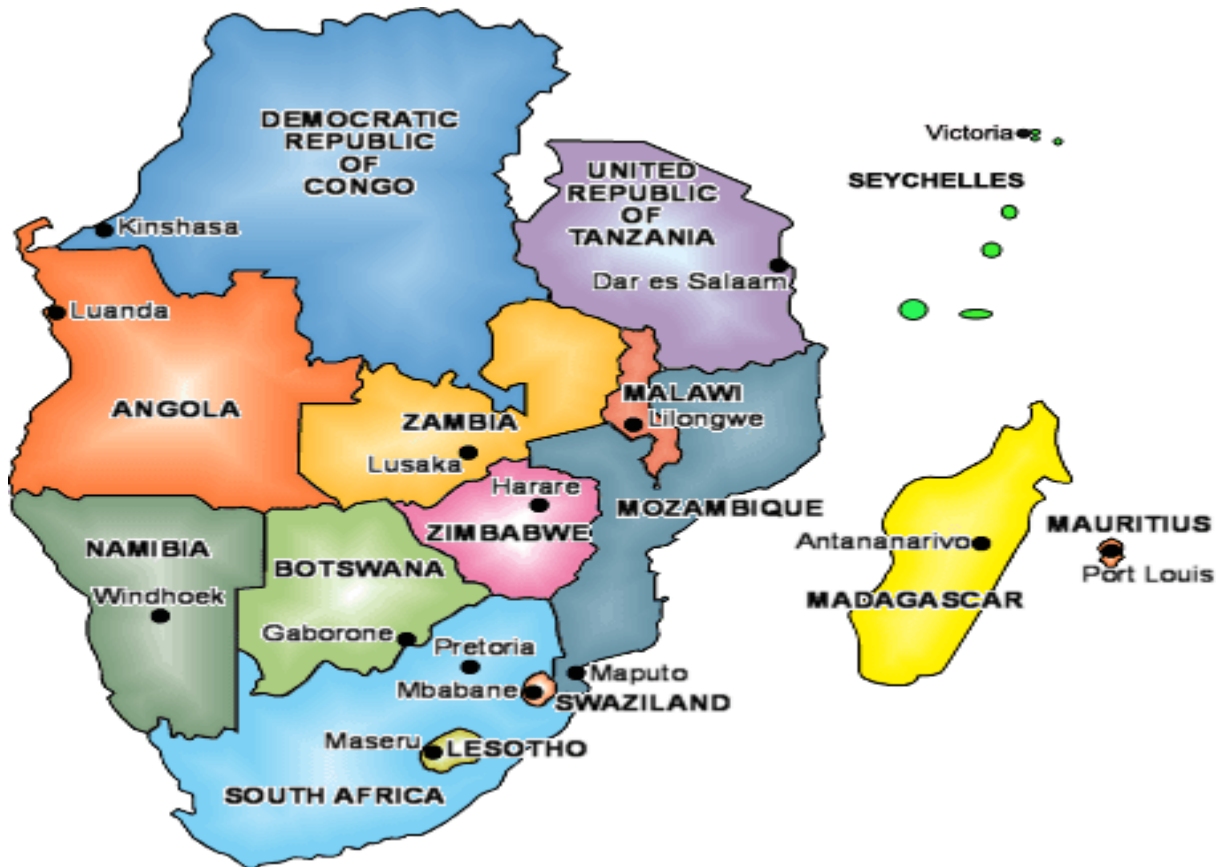 DEMOCRATIC
REPUBLIC
OF
CONGO
Victoria
UNITED
REPUBLIC
OF
TANZANIA
SEYCHELLES
Kinshasa
Dar es Salaam
Luanda
ANGOLA
ZAMBIA
Lusaka
MALAWI
Lilongwe
Harare
ZIMBABWE
MOZAMBIQUE
NAMIBIA
Windhoek
BOTSWANA
Gaborone
Antananarivo
MADAGASCAR
MAURITIUS
Port Louis
Pretoria
Mbabane
Maputo
SWAZILAND
Maseru
LESOTHO
SOUTH AFRICA